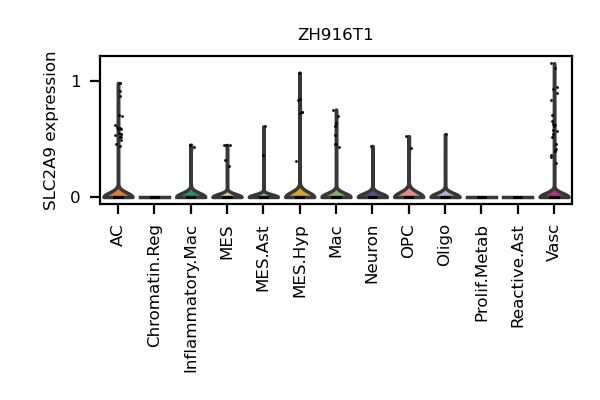 ZH916T1
SLC2A9 expression
1
0
AC
Chromatin.Reg
Inflammatory.Mac
MES
MES.Ast
MES.Hyp
Mac
Neuron
OPC
Oligo
Prolif.Metab
Reactive.Ast
Vasc